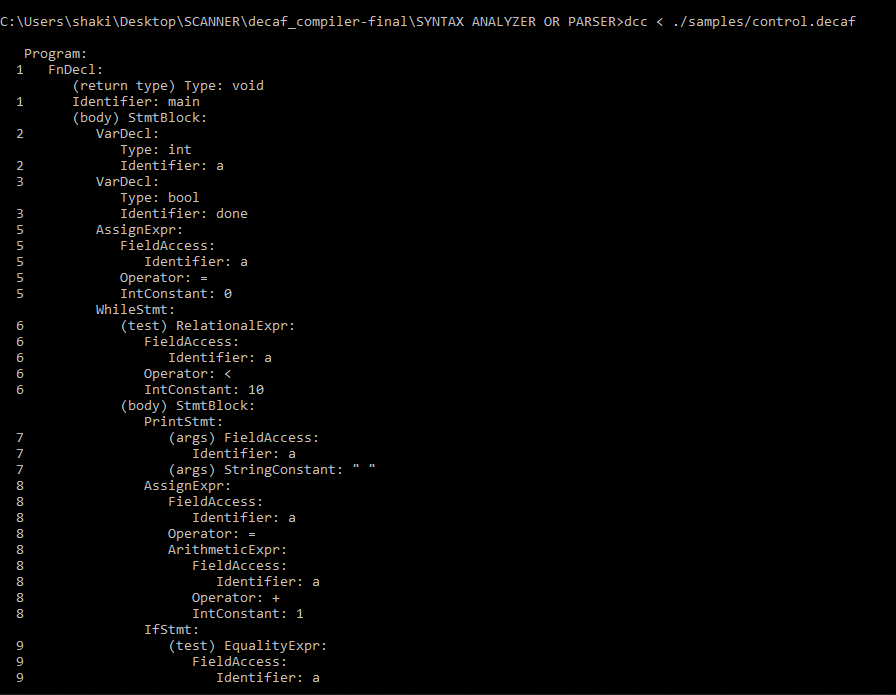 C:\Users\shaki\Desktop\SCANNER\decaf_compiler-final\SYNTAX ANALYZER OR PARSER>dcc < ./samples/control.decaf

   Program:
  1   FnDecl:
         (return type) Type: void
  1      Identifier: main
         (body) StmtBlock:
  2         VarDecl:
               Type: int
  2            Identifier: a
  3         VarDecl:
               Type: bool
  3            Identifier: done
  5         AssignExpr:
  5            FieldAccess:
  5               Identifier: a
  5            Operator: =
  5            IntConstant: 0
            WhileStmt:
  6            (test) RelationalExpr:
  6               FieldAccess:
  6                  Identifier: a
  6               Operator: <
  6               IntConstant: 10
               (body) StmtBlock:
                  PrintStmt:
  7                  (args) FieldAccess:
  7                     Identifier: a
  7                  (args) StringConstant: " "
  8               AssignExpr:
  8                  FieldAccess:
  8                     Identifier: a
  8                  Operator: =
  8                  ArithmeticExpr:
  8                     FieldAccess:
  8                        Identifier: a
  8                     Operator: +
  8                     IntConstant: 1
                  IfStmt:
  9                  (test) EqualityExpr:
  9                     FieldAccess:
  9                        Identifier: a